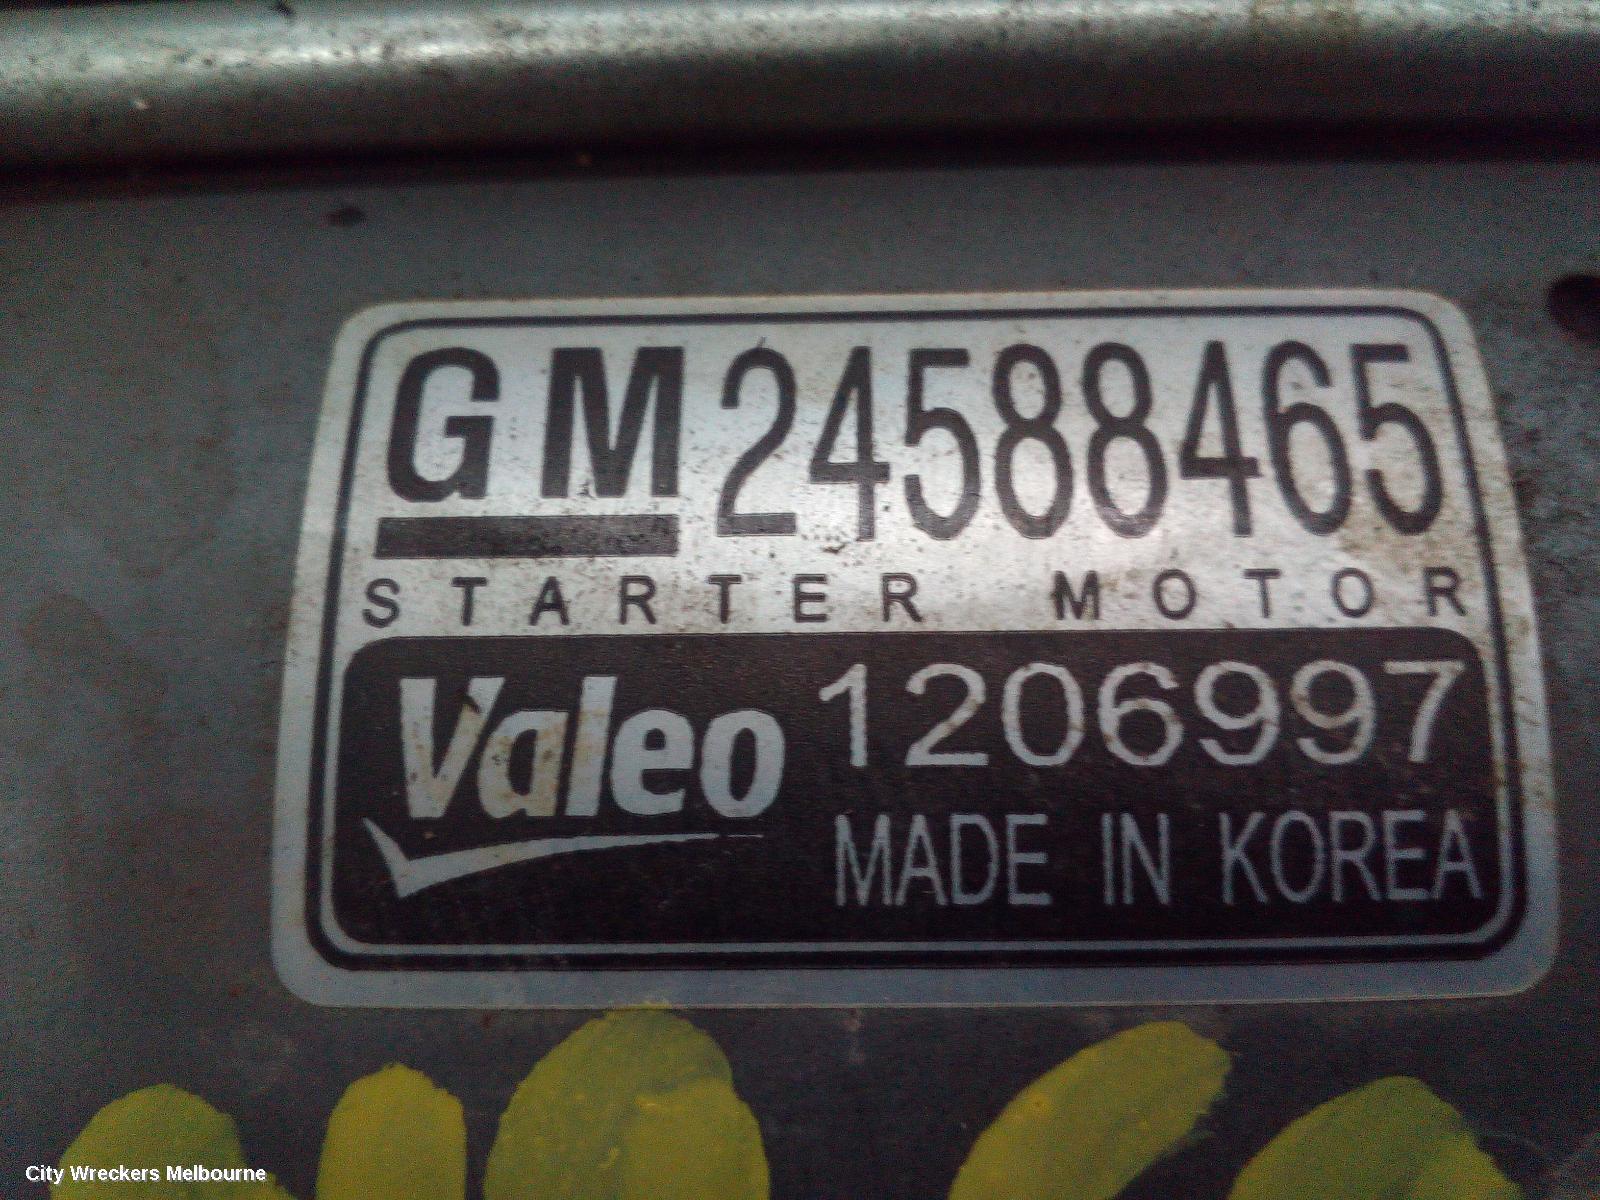 GM 24588465
STARTER MOTOR
Valeo 1206997
MADE IN KOREA
City Wreckers Melbourne